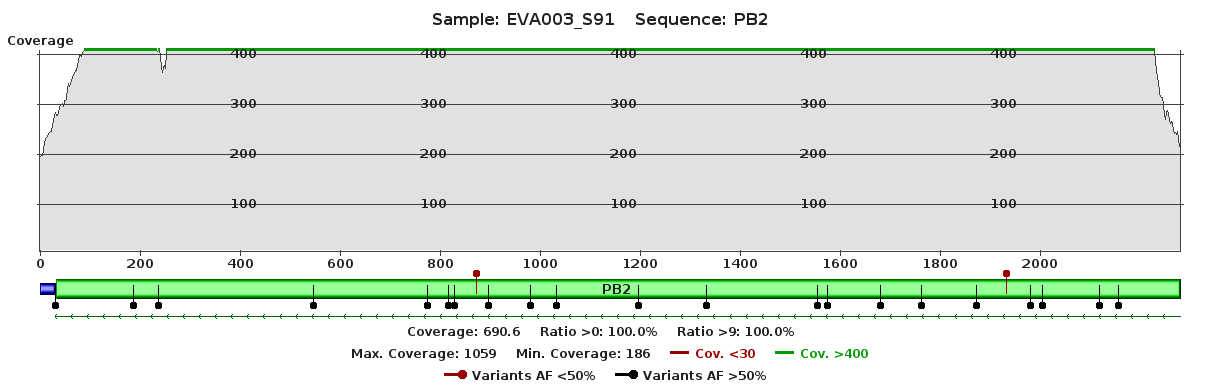 Sample: EVA003_S91 Sequence: PB2
Coverage
400 400 400 400 400
300 300 300 300 300
200 200 200 200 200
100 100 100 100 100
0 200 400 600 800 1000 1200 1400 1600 1800 2000
PB2
Coverage: 690.6 Ratio >0: 100.0% Ratio >9: 100.0%
Max. Coverage: 1059 Min. Coverage: 186 Cov. <30 Cov. >400
Variants AF <50% Variants AF >50%